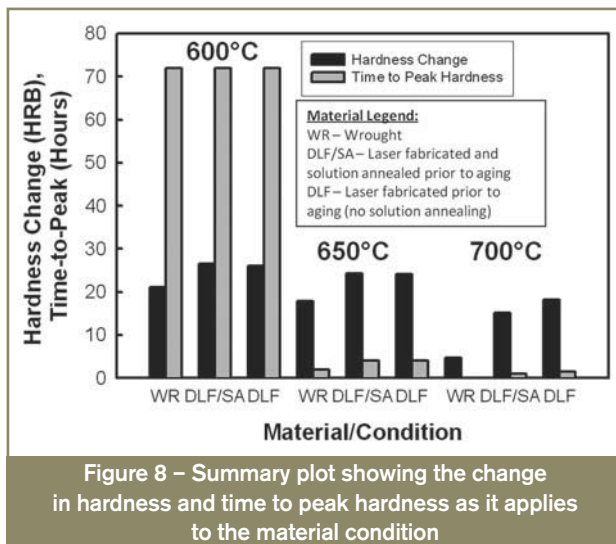 Hardness Change (HRB),
Time-to-Peak (Hours)
80
70
60
50
40
30
20
10
0
600°C
Hardness Change
Time to Peak Hardness
Material Legend:
WR – Wrought
DLF/SA – Laser fabricated and
solution annealed prior to aging
DLF – Laser fabricated prior to
aging (no solution annealing)
650°C
700°C
WR DLF/SA DLF WR DLF/SA DLF WR DLF/SA DLF
Material/Condition
Figure 8 – Summary plot showing the change
in hardness and time to peak hardness as it applies
to the material condition